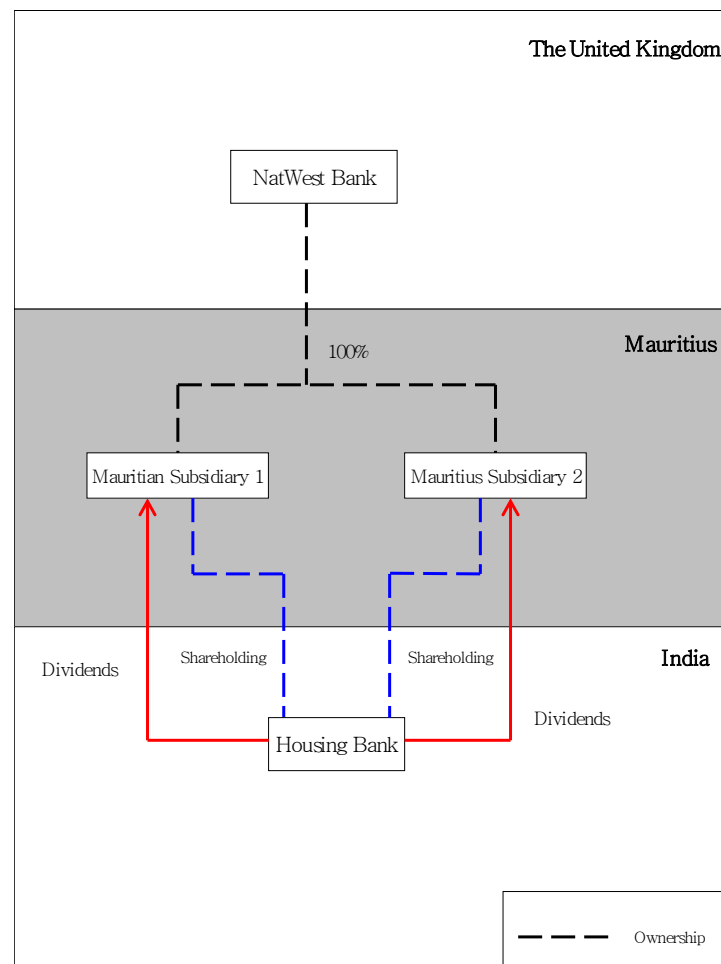 The United Kingdom
NatWest Bank
100%
Mauritius
Mauritian Subsidiary 1
Mauritius Subsidiary 2
Shareholding
Shareholding
India
Dividends
Dividends
Housing Bank
Ownership